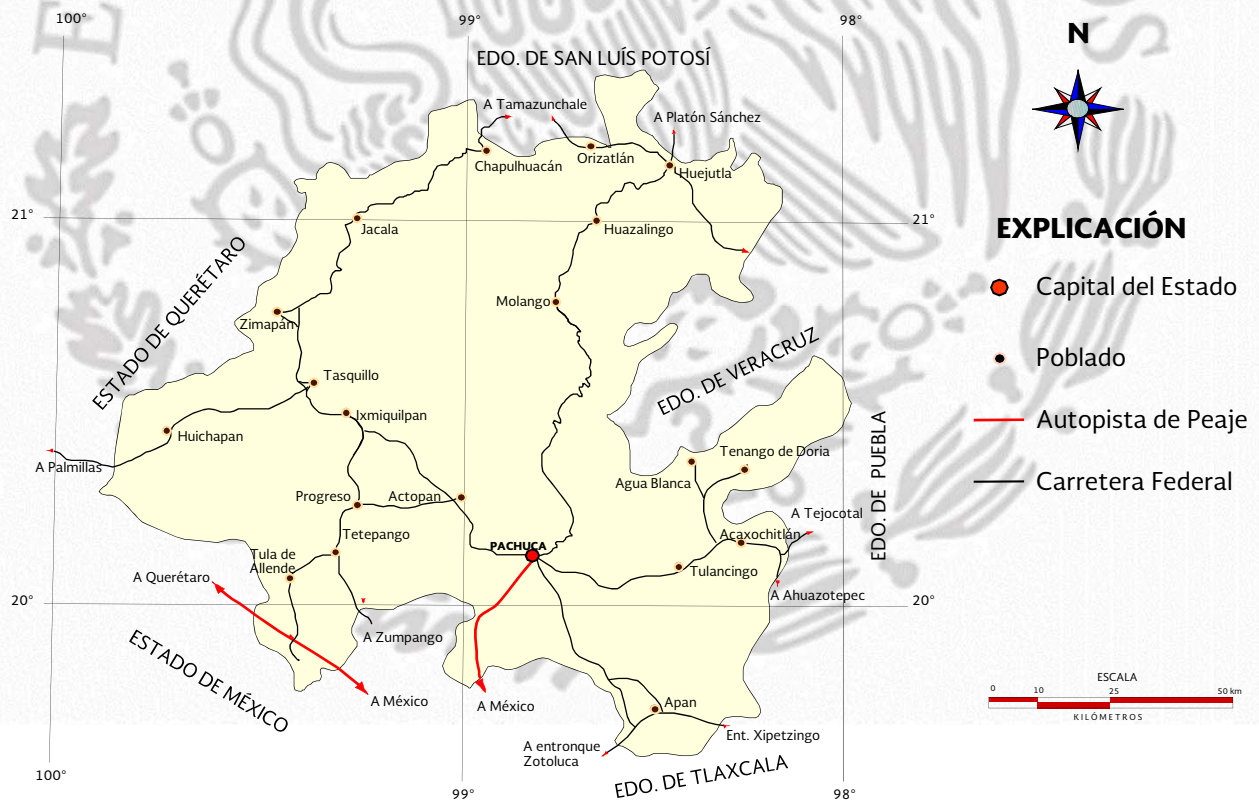 100°
99°
98°
N
EDO. DE SAN LUÍS POTOSÍ
A Tamazunchale
A Platón Sánchez
Chapulhuacán
Orizatlán
Huejutla
21°
21°
Jacala
Huazalingo
EXPLICACIÓN
Capital del Estado
ESTADO DE QUERÉTARO
Molango
Zimapán
Poblado
EDO. DE VERACRUZ
Tasquillo
Ixmiquilpan
Autopista de Peaje
Huichapan
EDO. DE PUEBLA
A Palmillas
Tenango de Doria
Agua Blanca
Carretera Federal
Progreso
Actopan
A Tejocotal
Tetepango
Acaxochitlán
PACHUCA
Tula de
Allende
Tulancingo
A Querétaro
A Ahuazotepec
20°
20°
A Zumpango
ESTADO DE MÉXICO
A México
A México
Apan
Ent. Xipetzingo
A entronque
Zotoluca
EDO. DE TLAXCALA
ESCALA
0 10 25 50 km
KILÓMETROS
100°
99°
98°